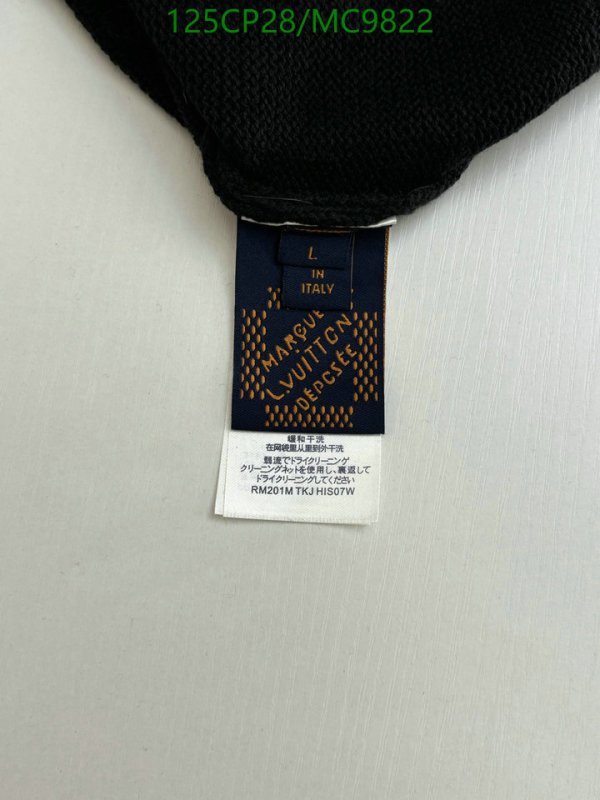 125CP28/MC9822
L
IN
ITALY
MARQUE
L.VUITTON
DÉPOSÉE
缓和干洗
在网袋里从里到外干洗
弱流でドライクリーニング
クリーニングネットを使用し、裏返して
ドライクリーニングしてください
RM201M TKJ HIS07W